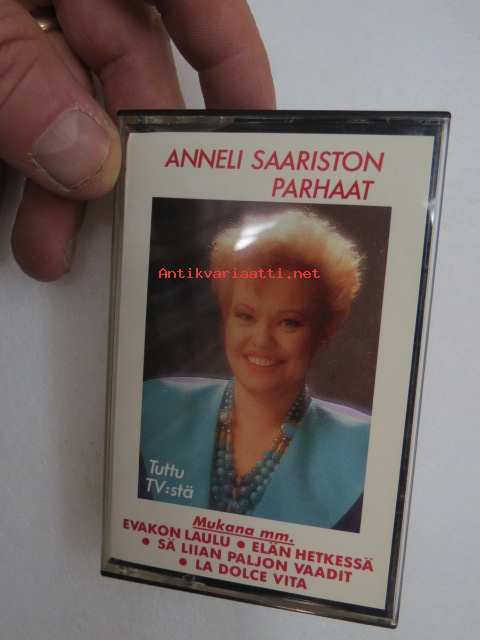 ANNELI SAARISTON
PARHAAT
Antikvariaatti.net
Tuttu
TV:stä
Mukana mm.
EVAKON LAULU • ELÄN HETKESSÄ
• SÄ LIIAN PALJON VAADIT
• LA DOLCE VITA